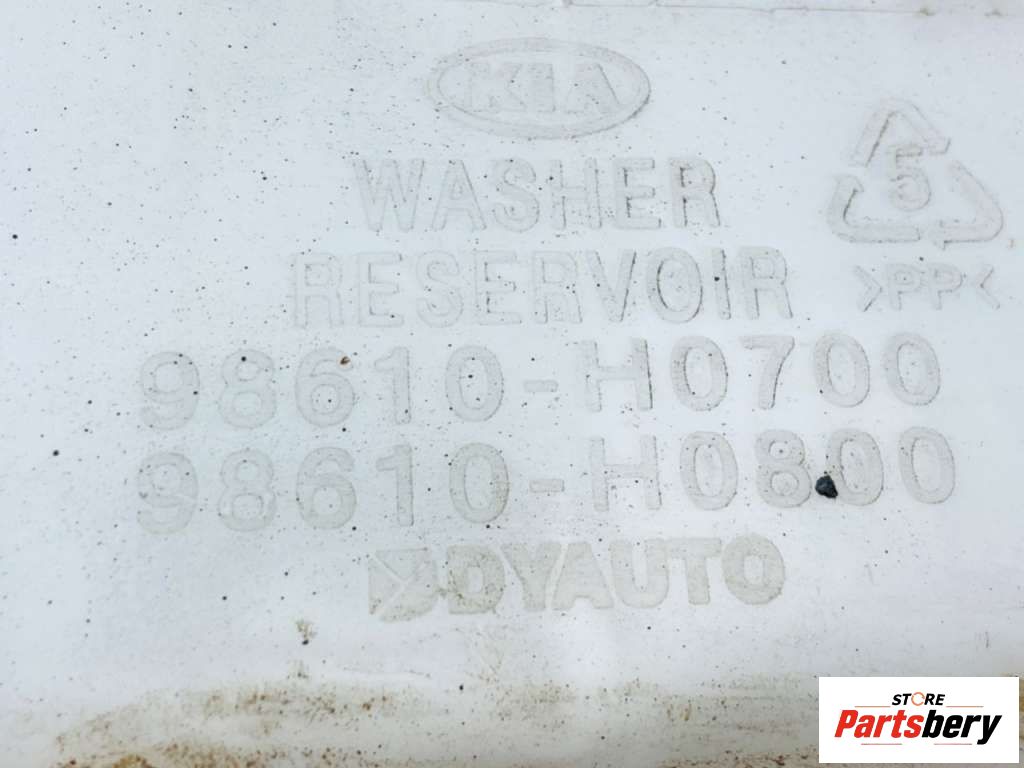 KIA
WASHER
RESERVOIR
5
>PP<
98610-H0700
98610-H0800
DYAUTO
STORE
Partsbery